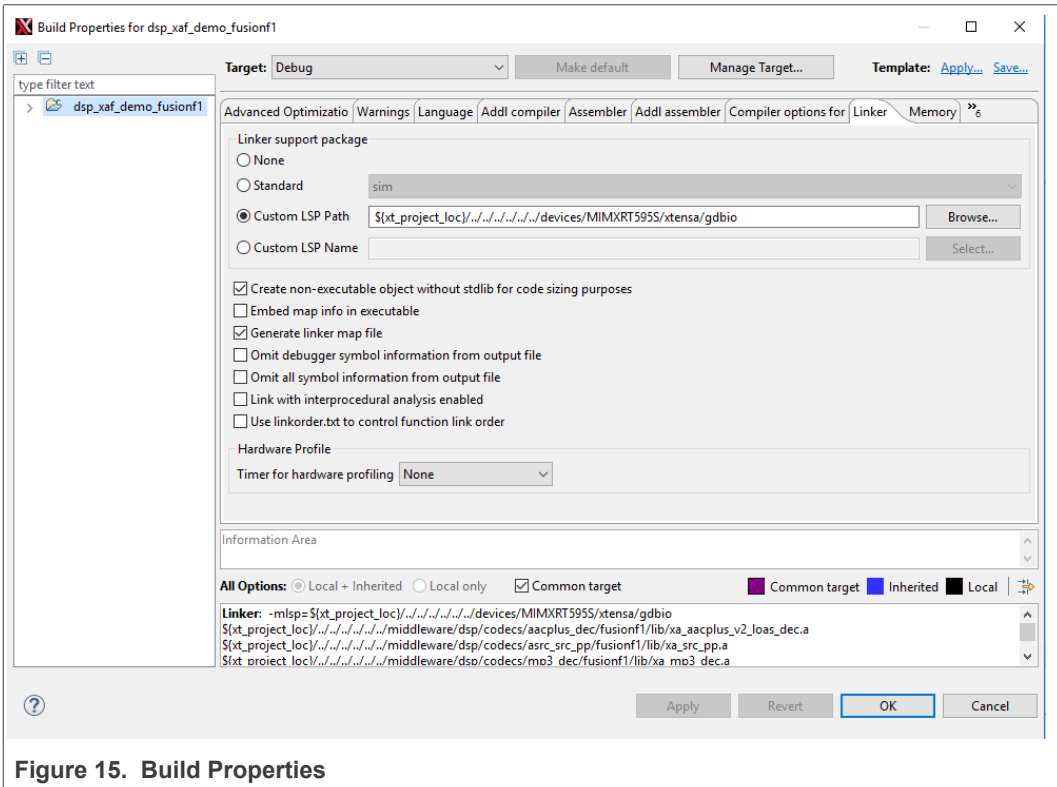 Build Properties for dsp_xaf_demo_fusionf1
type filter text
dsp_xaf_demo_fusionf1
Target: Debug Make default Manage Target... Template: Apply... Save...
Advanced Optimizatio Warnings Language Addl compiler Assembler Addl assembler Compiler options for Linker Memory »6
Linker support package
None
Standard sim
Custom LSP Path ${xt_project_loc}/../../../../../../devices/MIMXRT595S/xtensa/gdbio Browse...
Custom LSP Name Select...
Create non-executable object without stdlib for code sizing purposes
Embed map info in executable
Generate linker map file
Omit debugger symbol information from output file
Omit all symbol information from output file
Link with interprocedural analysis enabled
Use linkorder.txt to control function link order
Hardware Profile
Timer for hardware profiling None
Information Area
All Options: Local + Inherited Local only Common target Common target Inherited Local
Linker: -mlsp=${xt_project_loc}/../../../../../../devices/MIMXRT595S/xtensa/gdbio
${xt_project_loc}/../../../../../../middleware/dsp/codecs/aacplus_dec/fusionf1/lib/xa_aacplus_v2_loas_dec.a
${xt_project_loc}/../../../../../../middleware/dsp/codecs/asrc_src_pp/fusionf1/lib/xa_src_pp.a
${xt_project_loc}/../../../../../../middleware/dsp/codecs/mp3_dec/fusionf1/lib/xa_mp3_dec.a
? Apply Revert OK Cancel
Figure 15. Build Properties